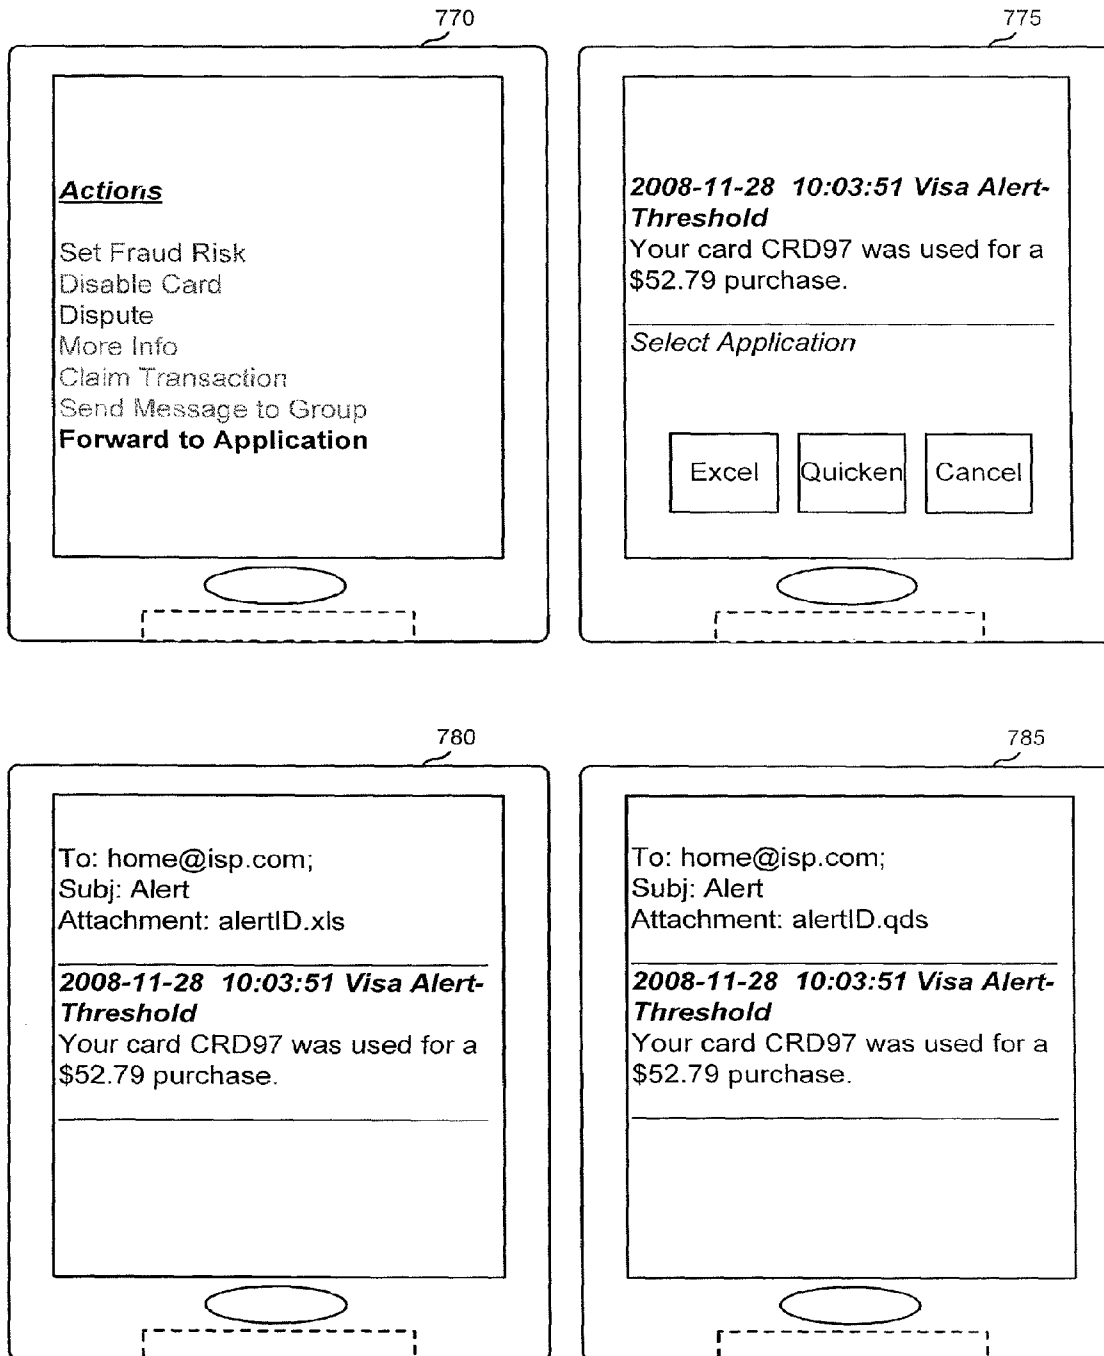 770
Actions
Set Fraud Risk
Disable Card
Dispute
More Info
Claim Transaction
Send Message to Group
Forward to Application
775
2008-11-28 10:03:51 Visa Alert-
Threshold
Your card CRD97 was used for a
$52.79 purchase.
Select Application
Excel
Quicken
Cancel
780
To: home@isp.com;
Subj: Alert
Attachment: alertID.xls
2008-11-28 10:03:51 Visa Alert-
Threshold
Your card CRD97 was used for a
$52.79 purchase.
785
To: home@isp.com;
Subj: Alert
Attachment: alertID.qds
2008-11-28 10:03:51 Visa Alert-
Threshold
Your card CRD97 was used for a
$52.79 purchase.